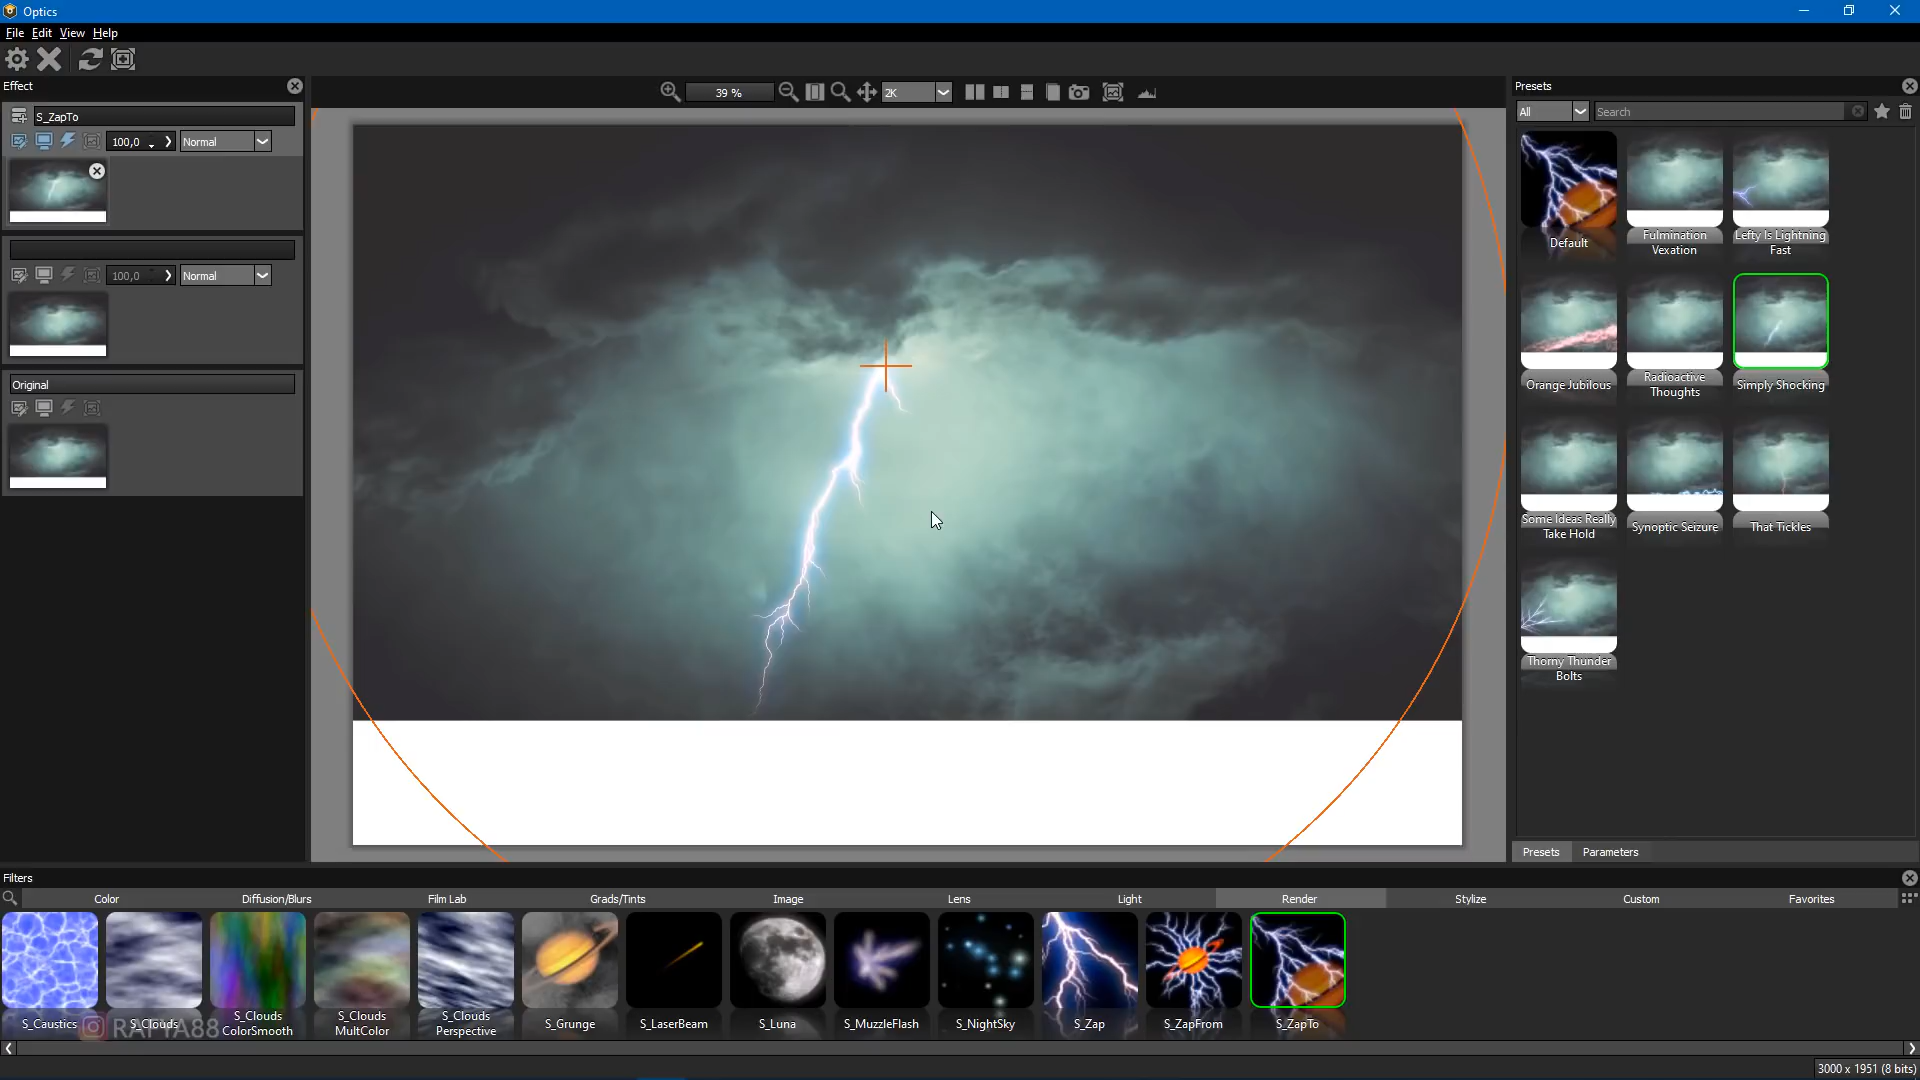 Optics
File Edit View Help
Effect
S_ZapTo
100,0 Normal
100,0 Normal
Original
39 %
2K
Presets
All
Search
Default
Fulmination
Vexation
Lefty Is Lightning
Fast
Orange Jubilous
Radioactive
Thoughts
Simply Shocking
Some Ideas Really
Take Hold
Synoptic Seizure
That Tickles
Thorny Thunder
Bolts
Presets Parameters
Filters
Color Diffusion/Blurs Film Lab Grads/Tints Image Lens Light Render Stylize Custom Favorites
S_Caustics
S_Clouds
S_Clouds
ColorSmooth
S_Clouds
MultColor
S_Clouds
Perspective
S_Grunge
S_LaserBeam
S_Luna
S_MuzzleFlash
S_NightSky
S_Zap
S_ZapFrom
S_ZapTo
RAFTA88
3000 x 1951 (8 bits)